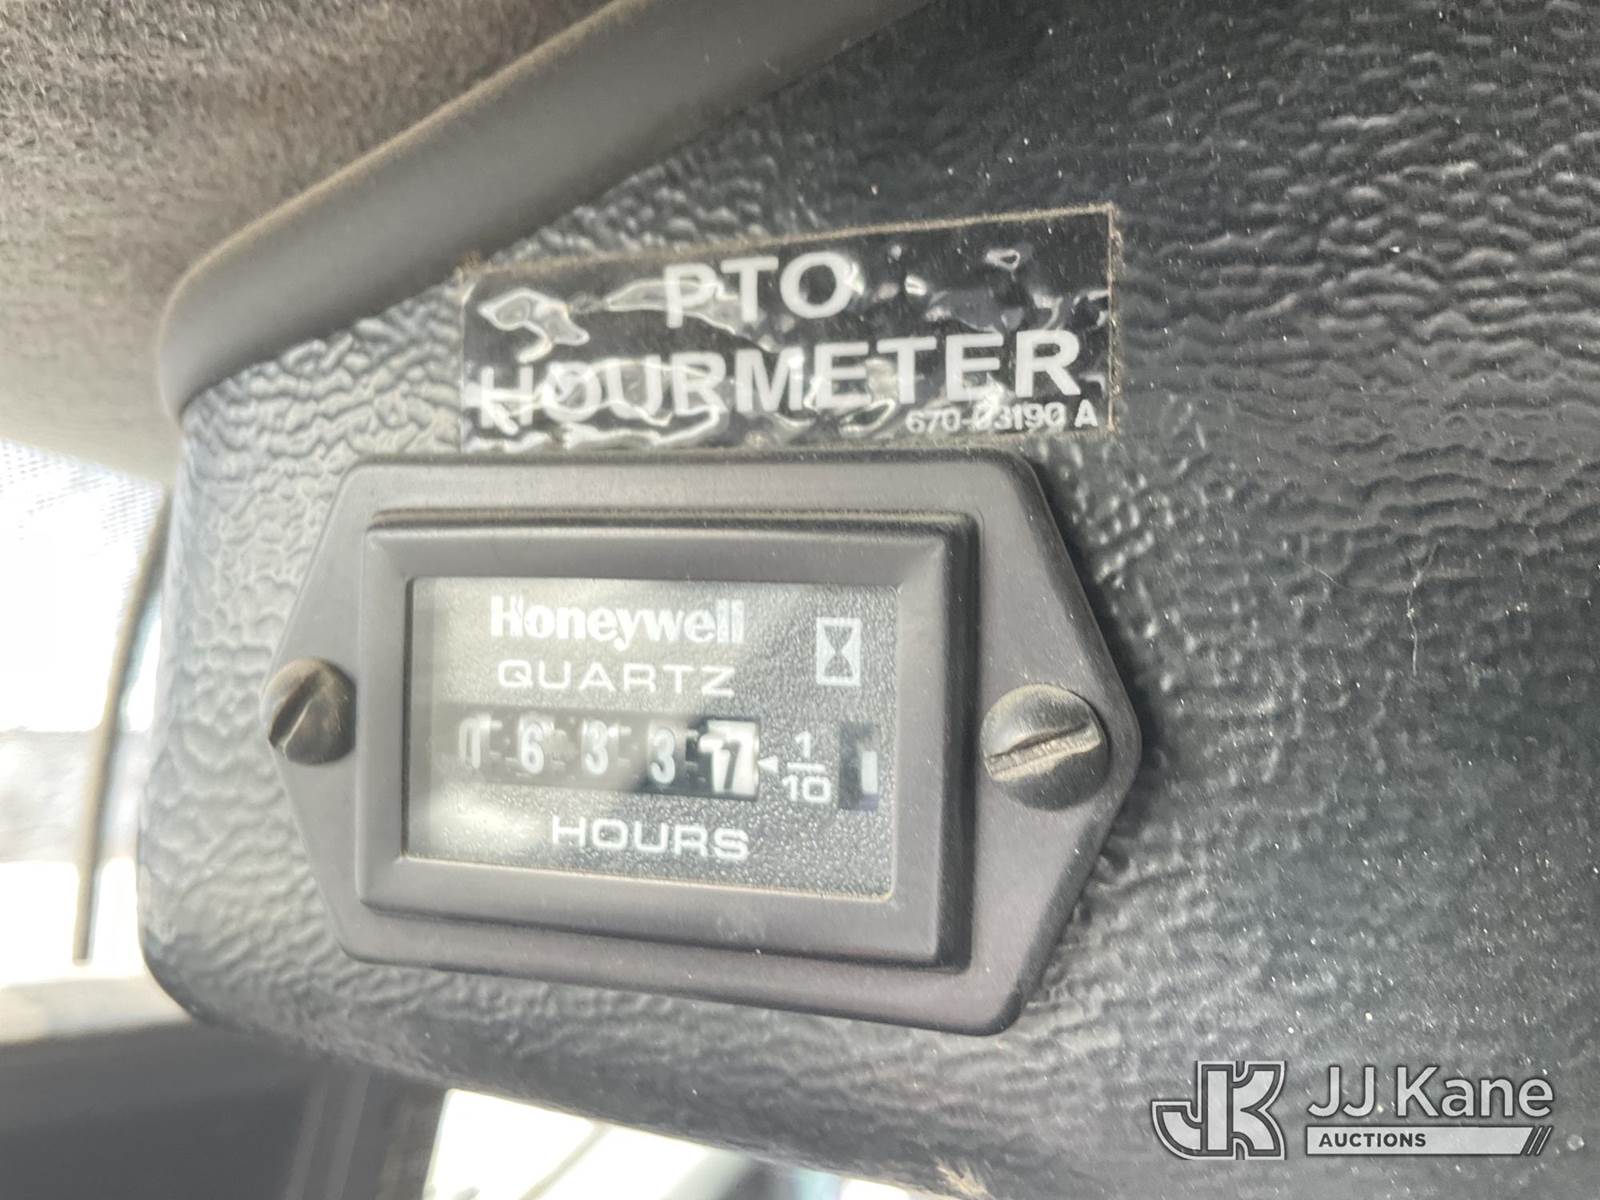 PTO
HOURMETER
670-03190 A
Honeywell
QUARTZ
0 6 3 3 7 1/10
HOURS
JJ Kane
AUCTIONS